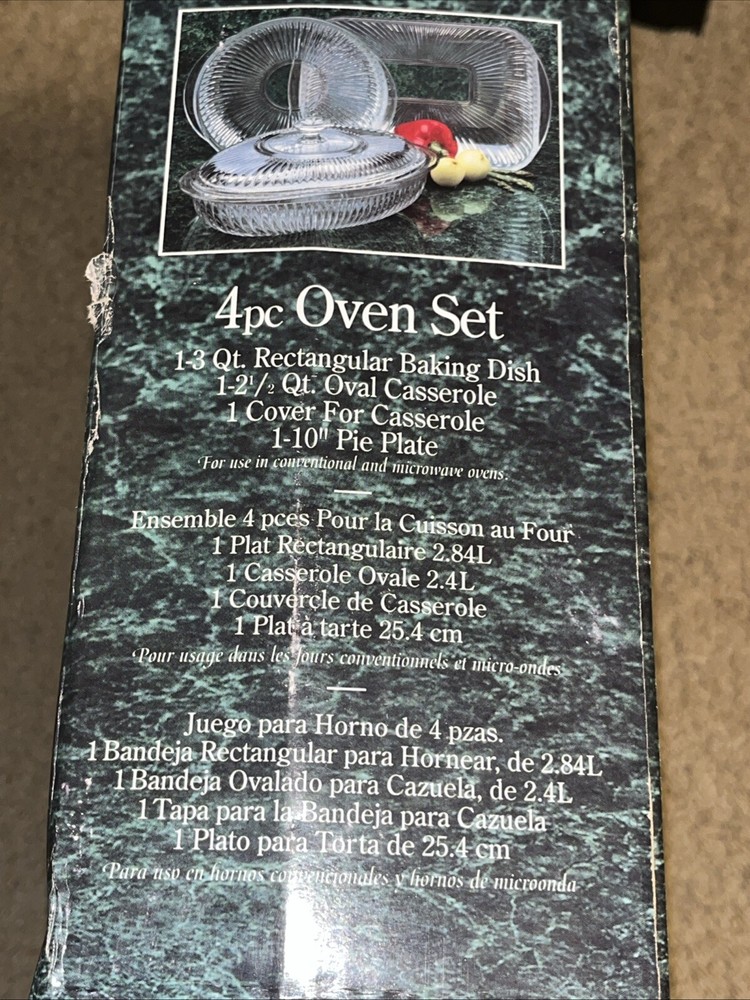 4pc Oven Set
1-3 Qt. Rectangular Baking Dish
1-2 1/2 Qt. Oval Casserole
1 Cover For Casserole
1-10" Pie Plate
For use in conventional and microwave ovens.
Ensemble 4 pces Pour la Cuisson au Four
1 Plat Rectangulaire 2.84L
1 Casserole Ovale 2.4L
1 Couvercle de Casserole
1 Plat à tarte 25.4 cm
Pour usage dans les fours conventionnels et micro-ondes
Juego para Horno de 4 pzas.
1 Bandeja Rectangular para Hornear, de 2.84L
1 Bandeja Ovalado para Cazuela, de 2.4L
1 Tapa para la Bandeja para Cazuela
1 Plato para Torta de 25.4 cm
Para uso en hornos convencionales y hornos de microonda